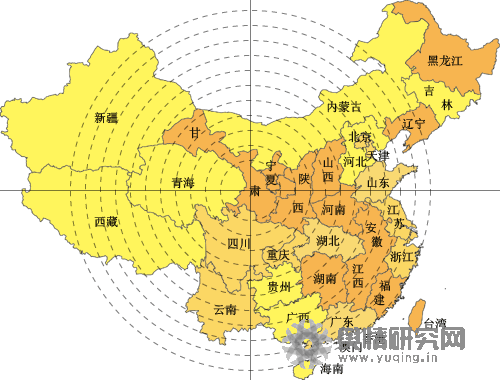 黑龙江
吉林
辽宁
内蒙古
新疆
甘肃
北京
天津
河北
山西
宁夏
陕西
青海
山东
西藏
河南
江苏
安徽
四川
湖北
重庆
浙江
湖南
江西
贵州
福建
云南
广西
广东
台湾
澳门
海南
舆情研究网
www.yuqing.in